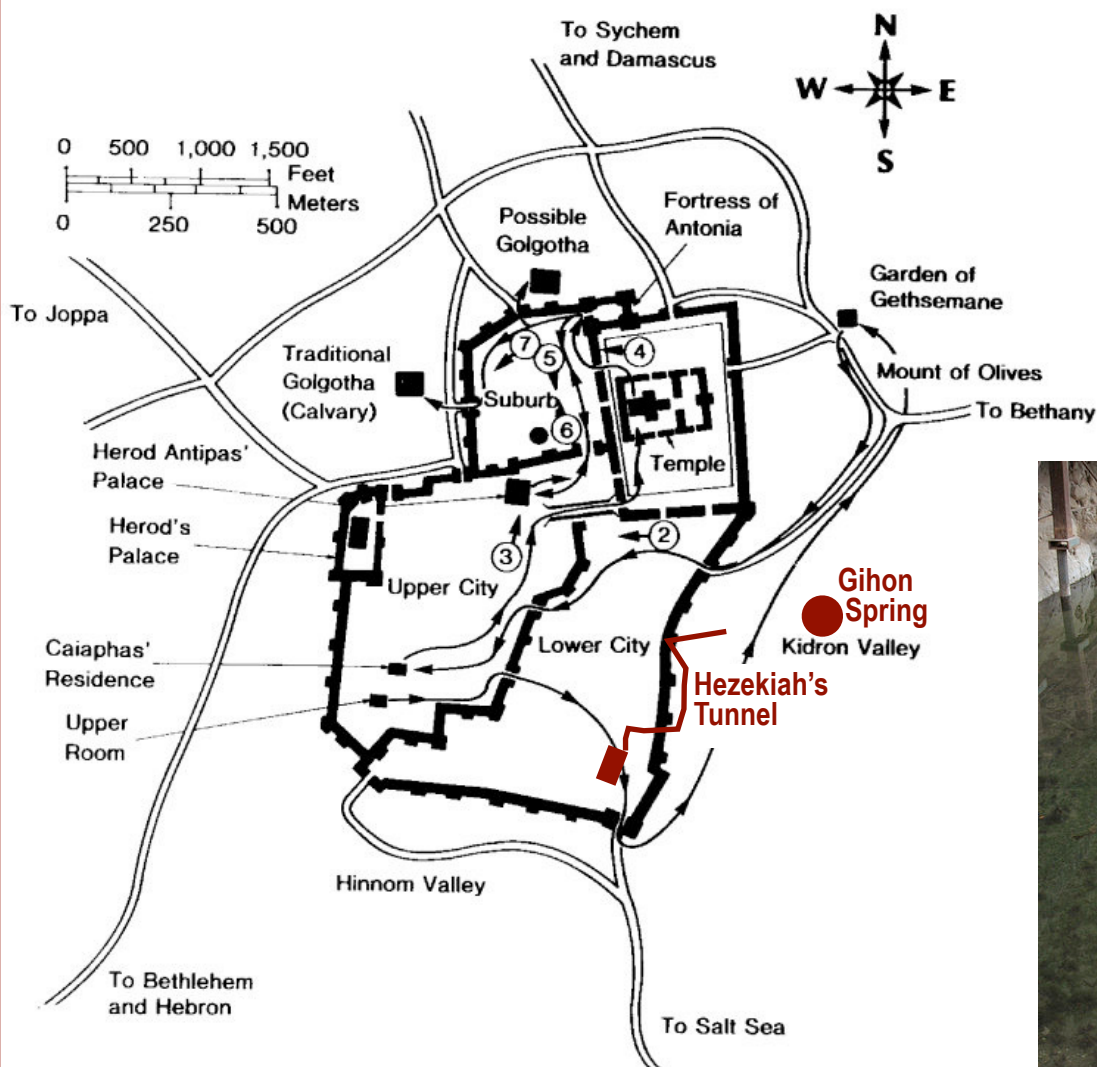 To Sychem
and Damascus
N
W
E
S
0 500 1,000 1,500
Feet
Meters
0 250 500
Possible
Golgotha
Fortress of
Antonia
Garden of
Gethsemane
To Joppa
Traditional
Golgotha
(Calvary)
7
5
4
Suburb
6
Mount of Olives
To Bethany
Temple
Herod Antipas'
Palace
Herod's
Palace
3
2
Upper City
Gihon
Spring
Lower City
Kidron Valley
Caiaphas'
Residence
Hezekiah's
Tunnel
Upper
Room
Hinnom Valley
To Bethlehem
and Hebron
To Salt Sea